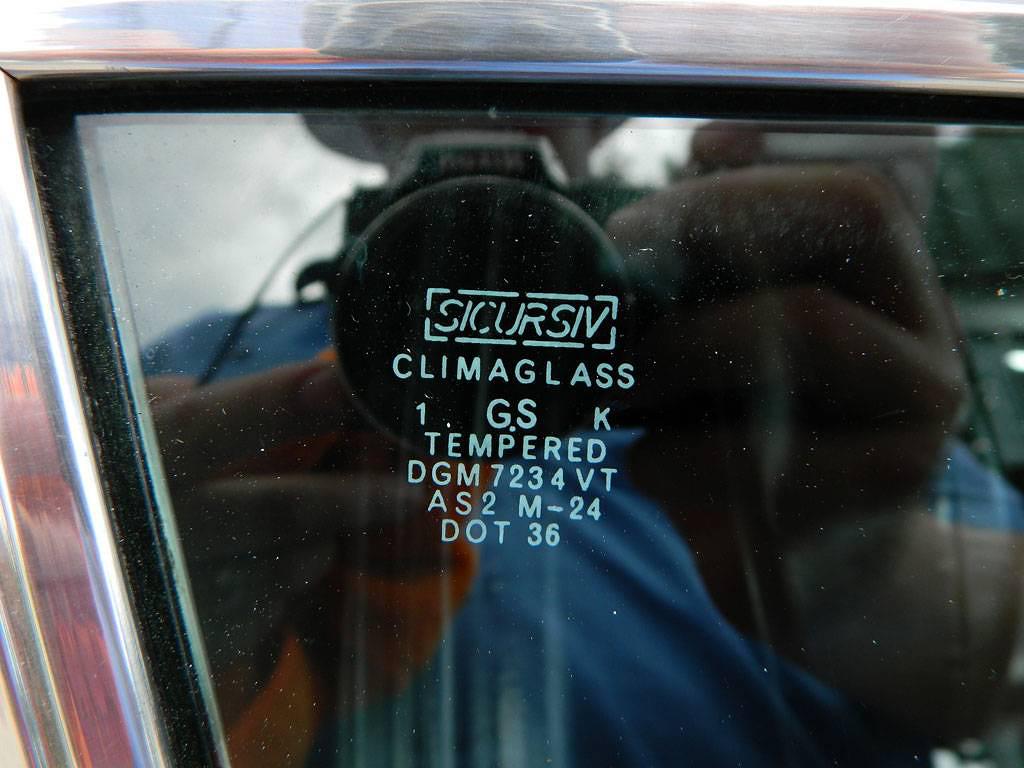 SICURSIV
CLIMAGLASS
1 GS K
TEMPERED
DGM 7234 VT
AS2 M-24
DOT 36